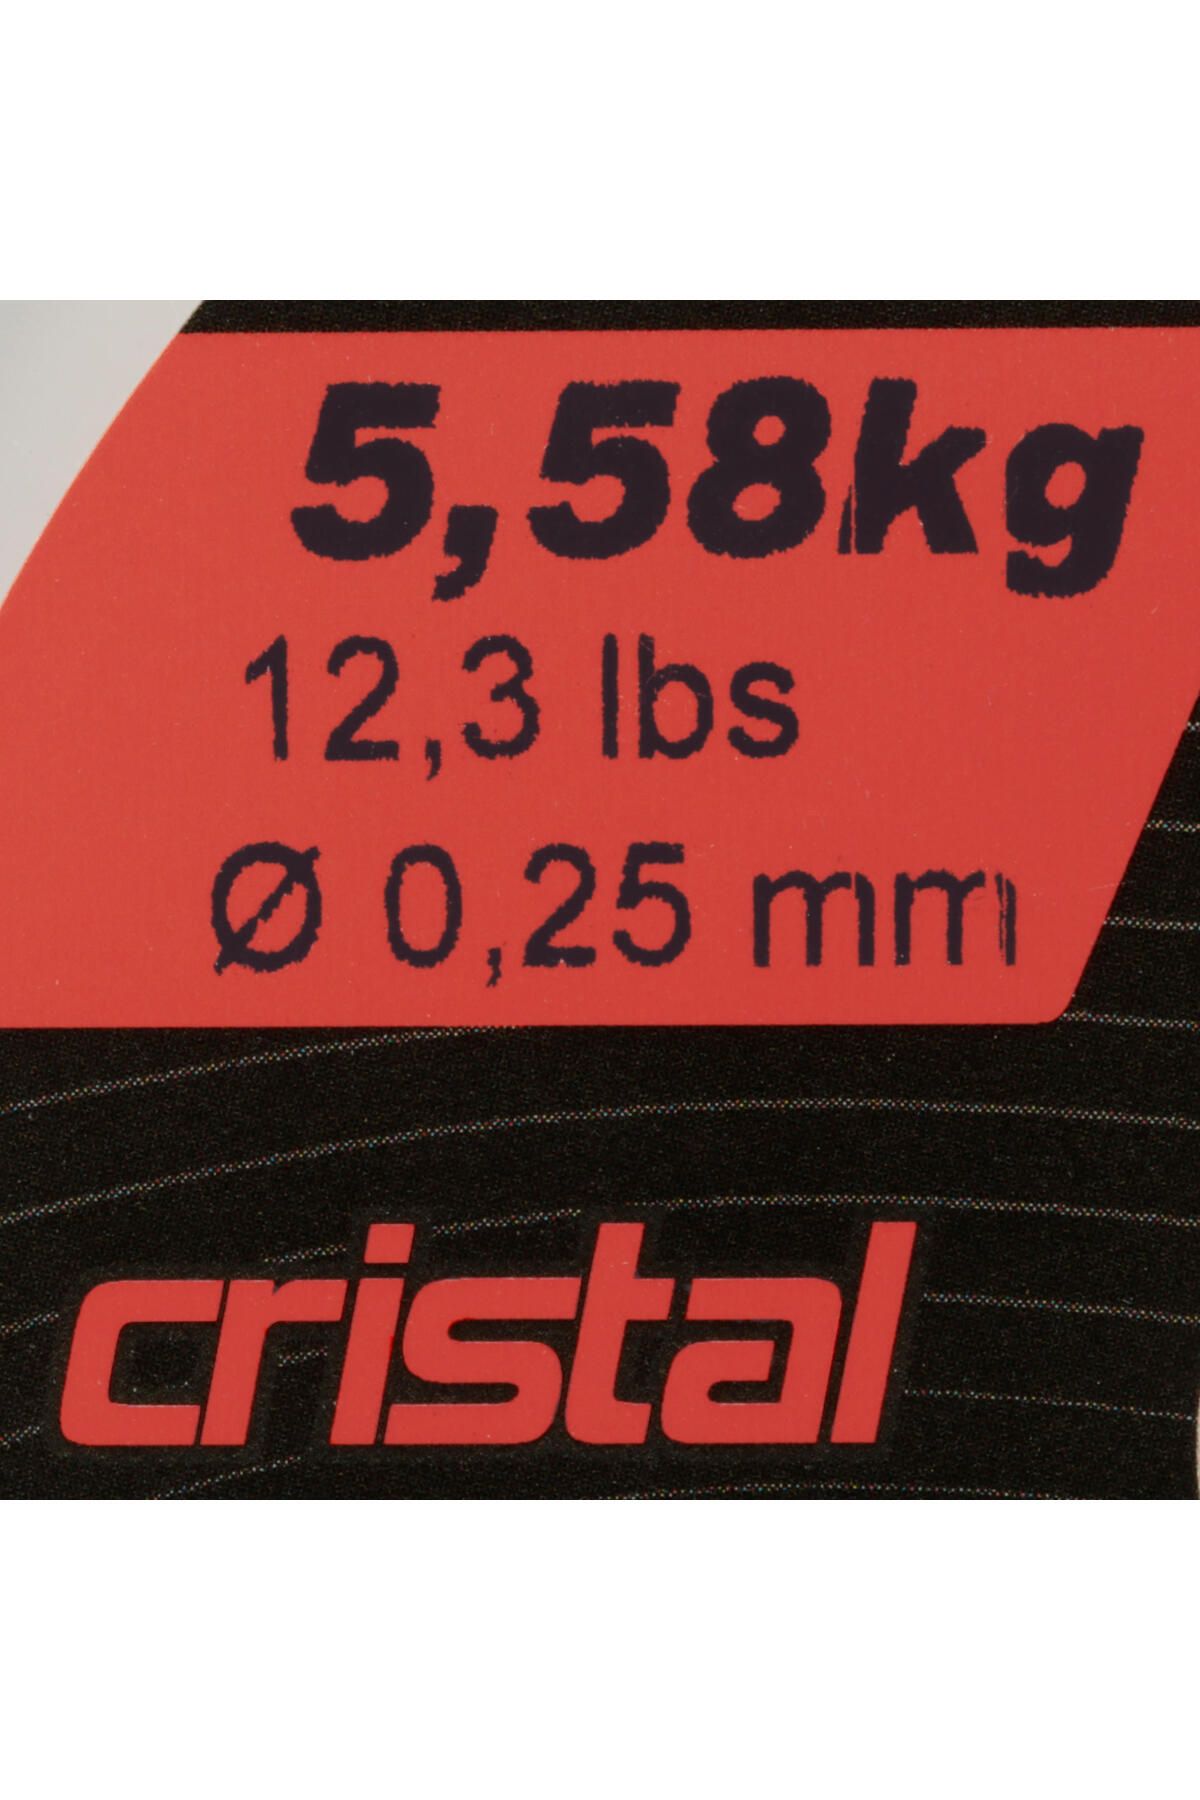 5,58kg
12,3 lbs
Ø 0,25 mm
cristal